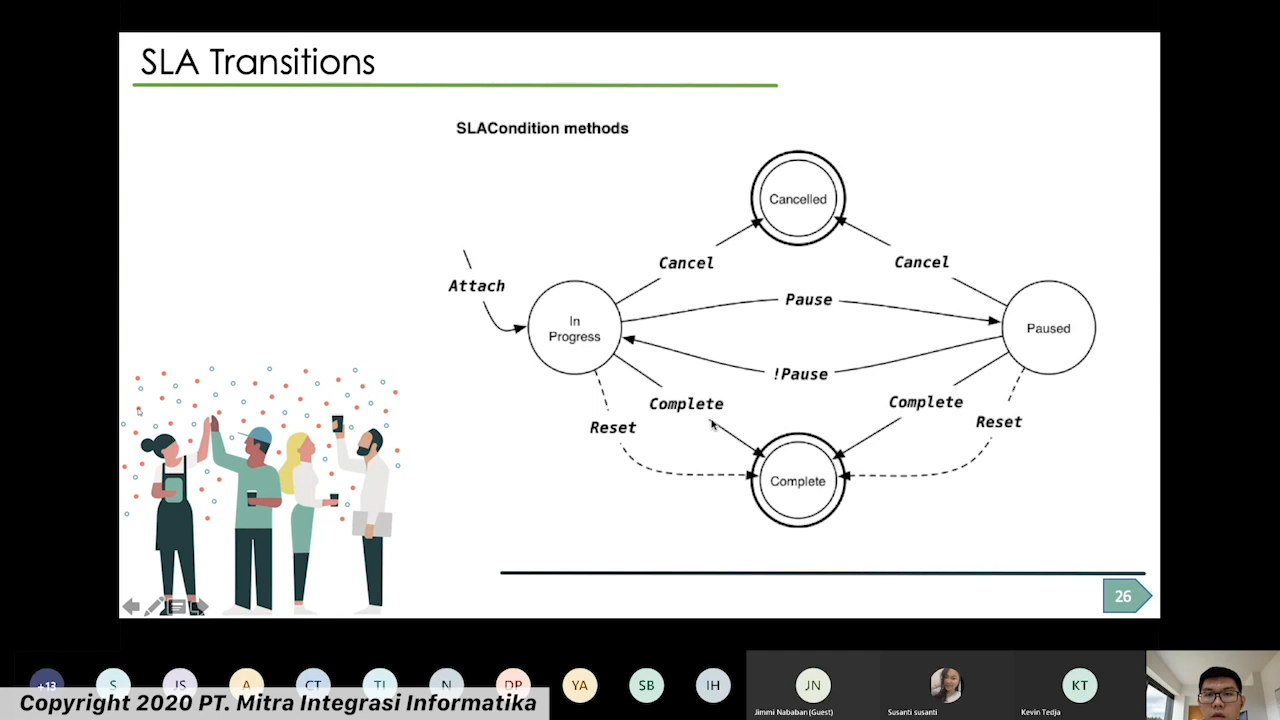 SLA Transitions
SLACondition methods
Cancelled
Cancel
Cancel
Attach
Pause
In
Progress
Paused
!Pause
Complete
Complete
Reset
Reset
Complete
26
+13
S
JS
A
CT
TL
N
DP
YA
SB
IH
JN
KT
Jimmi Nababan (Guest)
Susanti susanti
Kevin Tedja
Copyright 2020 PT. Mitra Integrasi Informatika